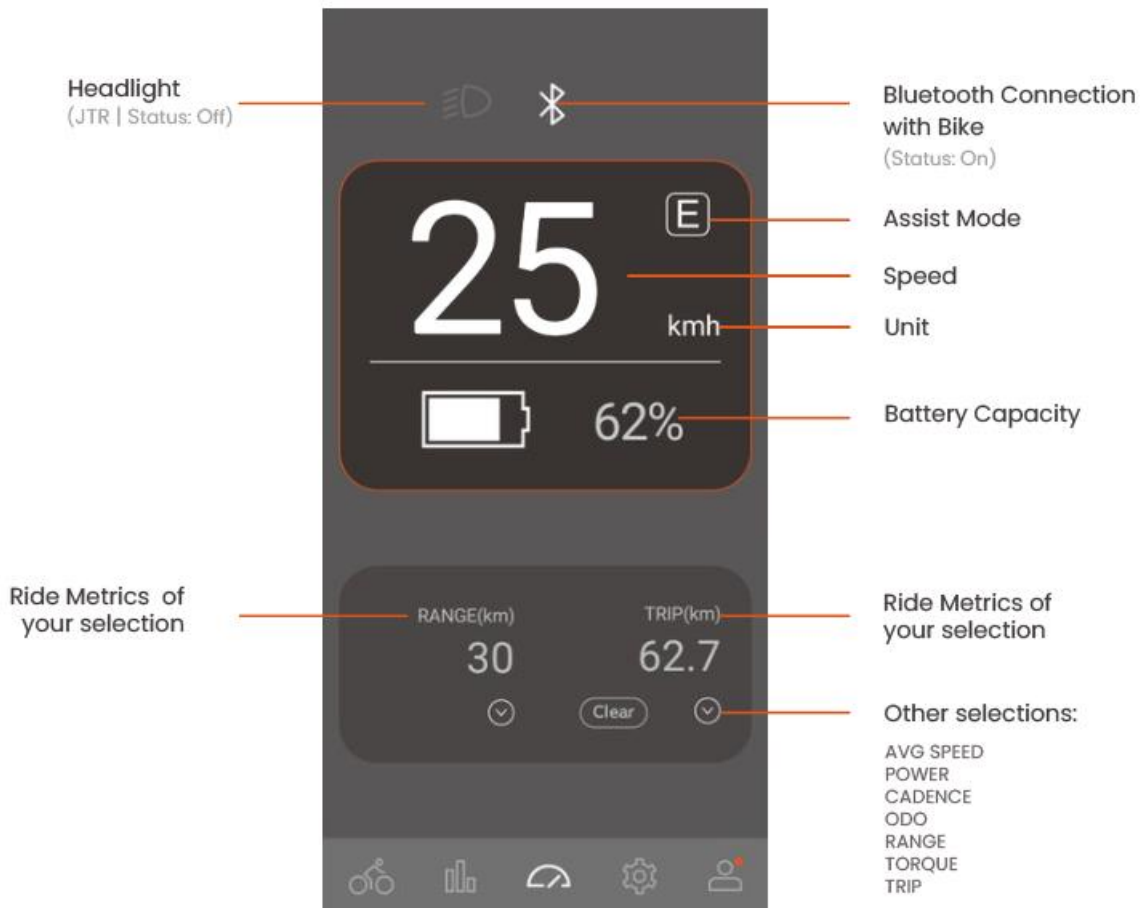 Headlight
(JTR | Status: Off)
Bluetooth Connection
with Bike
(Status: On)
25
E
Assist Mode
Speed
kmh
Unit
62%
Battery Capacity
Ride Metrics of
your selection
RANGE(km)
TRIP(km)
30
62.7
Clear
Ride Metrics of
your selection
Other selections:
AVG SPEED
POWER
CADENCE
ODO
RANGE
TORQUE
TRIP